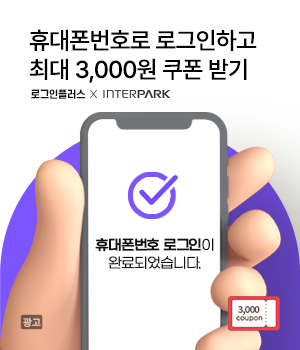 휴대폰번호로 로그인하고
최대 3,000원 쿠폰 받기
로그인플러스 X INTERPARK
휴대폰번호 로그인이
완료되었습니다.
광고
3,000
coupon